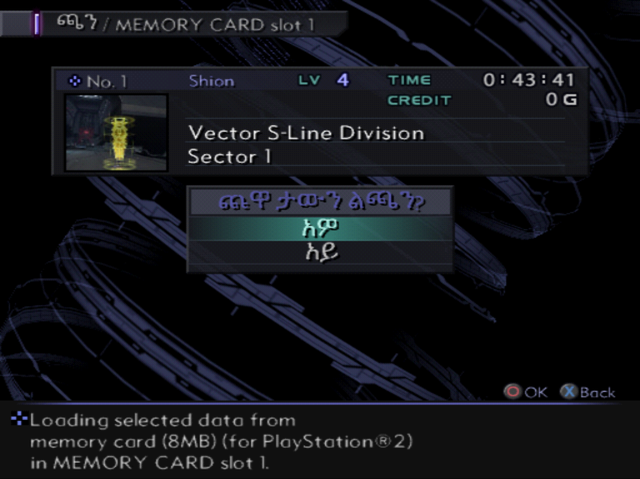 ጫን / MEMORY CARD slot 1
No. 1 Shion LV 4 TIME 0:43:41
CREDIT 0 G
Vector S-Line Division
Sector 1
ጨዋታውን ልጫን?
አም
አይ
OK Back
Loading selected data from
memory card (8MB) (for PlayStation®2)
in MEMORY CARD slot 1.